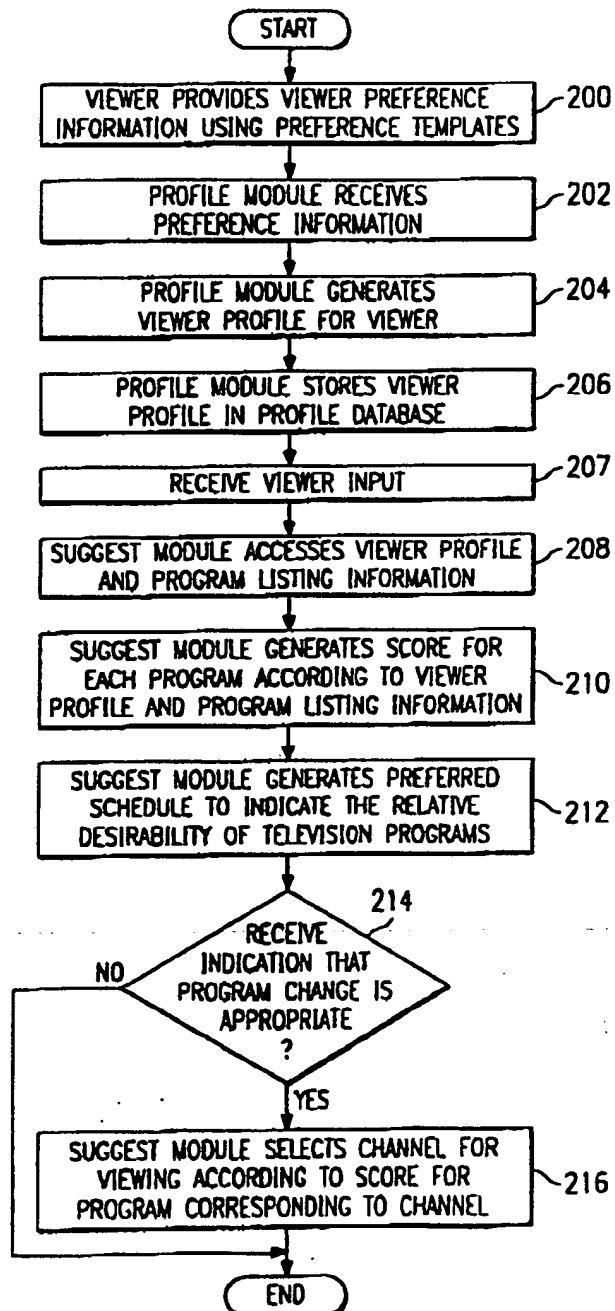 START
VIEWER PROVIDES VIEWER PREFERENCE
INFORMATION USING PREFERENCE TEMPLATES
200
PROFILE MODULE RECEIVES
PREFERENCE INFORMATION
202
PROFILE MODULE GENERATES
VIEWER PROFILE FOR VIEWER
204
PROFILE MODULE STORES VIEWER
PROFILE IN PROFILE DATABASE
206
RECEIVE VIEWER INPUT
207
SUGGEST MODULE ACCESSES VIEWER PROFILE
AND PROGRAM LISTING INFORMATION
208
SUGGEST MODULE GENERATES SCORE FOR
EACH PROGRAM ACCORDING TO VIEWER
PROFILE AND PROGRAM LISTING INFORMATION
210
SUGGEST MODULE GENERATES PREFERRED
SCHEDULE TO INDICATE THE RELATIVE
DESIRABILITY OF TELEVISION PROGRAMS
212
214
RECEIVE
INDICATION THAT
PROGRAM CHANGE IS
APPROPRIATE
?
NO
YES
SUGGEST MODULE SELECTS CHANNEL FOR
VIEWING ACCORDING TO SCORE FOR
PROGRAM CORRESPONDING TO CHANNEL
216
END